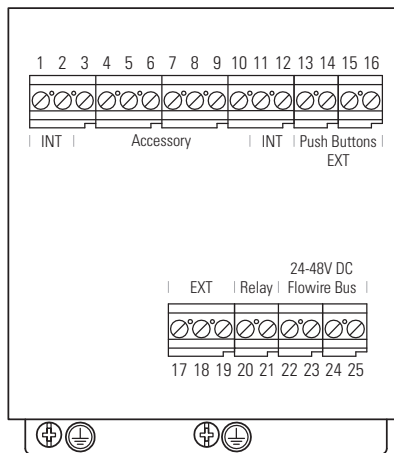 1 2 3 4 5 6 7 8 9 10 11 12 13 14 15 16
INT Accessory INT Push Buttons
EXT
24-48V DC
EXT Relay Flowire Bus
17 18 19 20 21 22 23 24 25